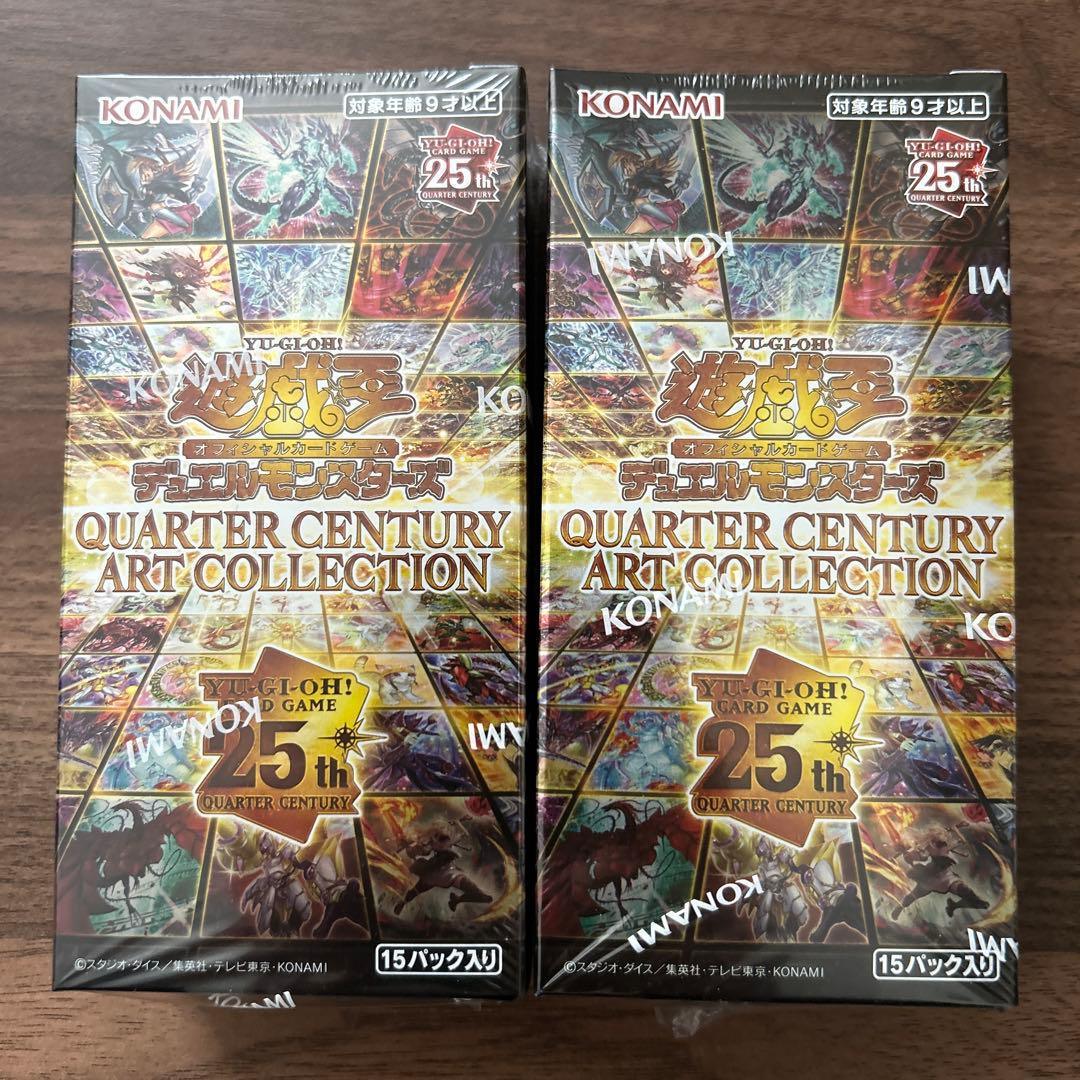 KONAMI
対象年齢9才以上
YU-GI-OH!
CARD GAME
25th
QUARTER CENTURY
KONAMI
YU-GI-OH!
遊戯王
KO
オフィシャルカードゲーム
デュエルモンスターズ
QUARTER CENTURY
ART COLLECTION
YU-GI-OH!
CARD GAME
KONAMI
25th
QUARTER CENTURY
©スタジオ・ダイス／集英社・テレビ東京・KONAMI
15パック入り
KONAMI
KONAMI
対象年齢9才以上
YU-GI-OH!
CARD GAME
25th
QUARTER CENTURY
KONAMI
YU-GI-OH!
遊戯王
オフィシャルカードゲーム
デュエルモンスターズ
QUARTER CENTURY
ART COLLECTION
KONAMI
KO
YU-GI-OH!
CARD GAME
25th
QUARTER CENTURY
KONAMI
©スタジオ・ダイス／集英社・テレビ東京・KONAMI
15パック入り